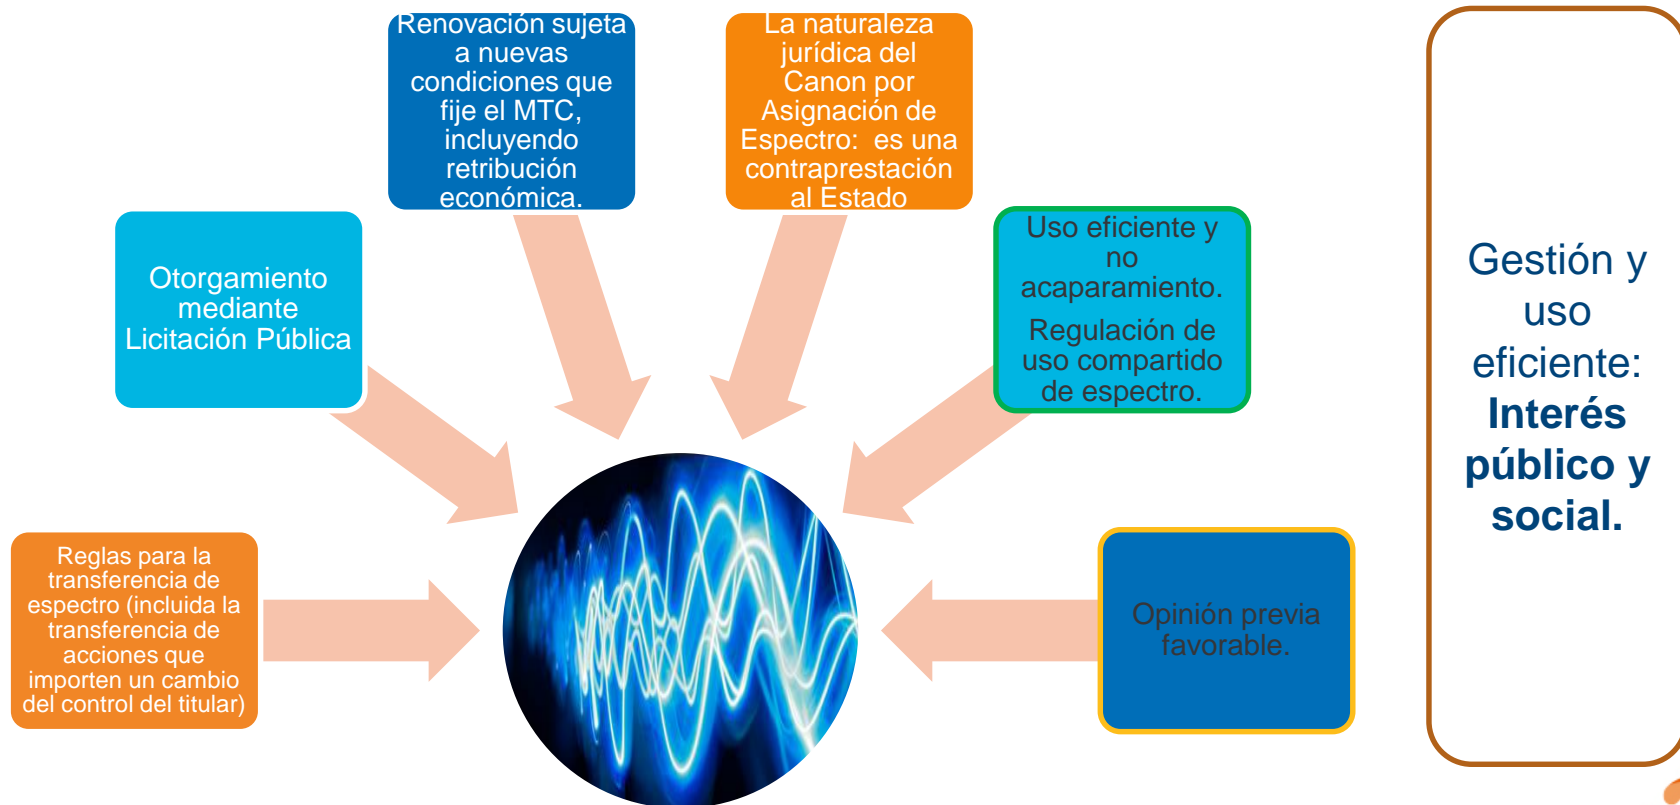 Renovación sujeta
a nuevas
condiciones que
fije el MTC,
incluyendo
retribución
económica.
La naturaleza
jurídica del
Canon por
Asignación de
Espectro:  es una
contraprestación
al Estado
Otorgamiento
mediante
Licitación Pública
Uso eficiente y
no
acaparamiento.
Regulación de
uso compartido
de espectro.
Reglas para la
transferencia de
espectro (incluida la
transferencia de
acciones que
importen un cambio
del control del titular)
Opinión previa
favorable.
Gestión y
uso
eficiente:
Interés
público y
social.